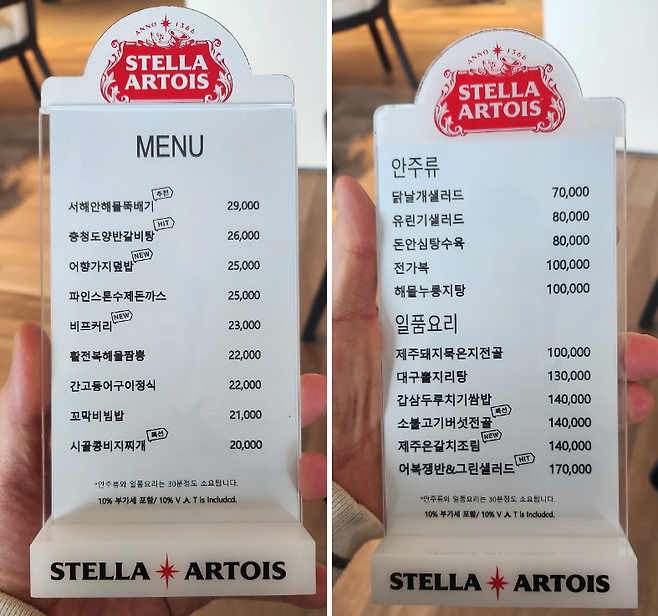 ANNO 1366
STELLA
ARTOIS
MENU
서해안해물뚝배기 추천 29,000
충청도양반갈비탕 HIT 26,000
어향가지덮밥 NEW 25,000
파인스톤수제돈까스 25,000
비프커리 NEW 23,000
활전복해물짬뽕 22,000
간고등어구이정식 22,000
꼬막비빔밥 21,000
시골콩비지찌개 특선 20,000
*안주류와 일품요리는 30분정도 소요됩니다.
10% 부가세 포함/ 10% V .A. T is Includcd.
STELLA ARTOIS
ANNO 1366
STELLA
ARTOIS
안주류
닭날개샐러드 70,000
유린기샐러드 80,000
돈안심탕수육 80,000
전가복 100,000
해물누룽지탕 100,000
일품요리
제주돼지묵은지전골 100,000
대구뽈지리탕 130,000
갑삼두루치기쌈밥 140,000
소불고기버섯전골 특선 140,000
제주은갈치조림 NEW 140,000
어복쟁반&그린샐러드 HIT 170,000
*안주류와 일품요리는 30분정도 소요됩니다.
10% 부가세 포함/ 10% V .A. T is Includcd.
STELLA ARTOIS